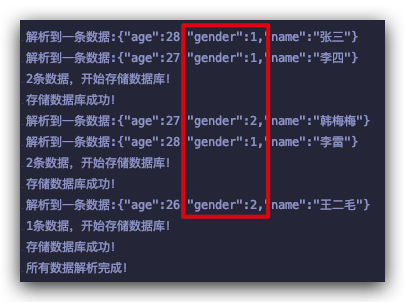 解析到一条数据:{"age":28,"gender":1,"name":"张三"}
解析到一条数据:{"age":27,"gender":1,"name":"李四"}
2条数据，开始存储数据库!
存储数据库成功!
解析到一条数据:{"age":27,"gender":2,"name":"韩梅梅"}
解析到一条数据:{"age":28,"gender":1,"name":"李雷"}
2条数据，开始存储数据库!
存储数据库成功!
解析到一条数据:{"age":26,"gender":2,"name":"王二毛"}
1条数据，开始存储数据库!
存储数据库成功!
所有数据解析完成!